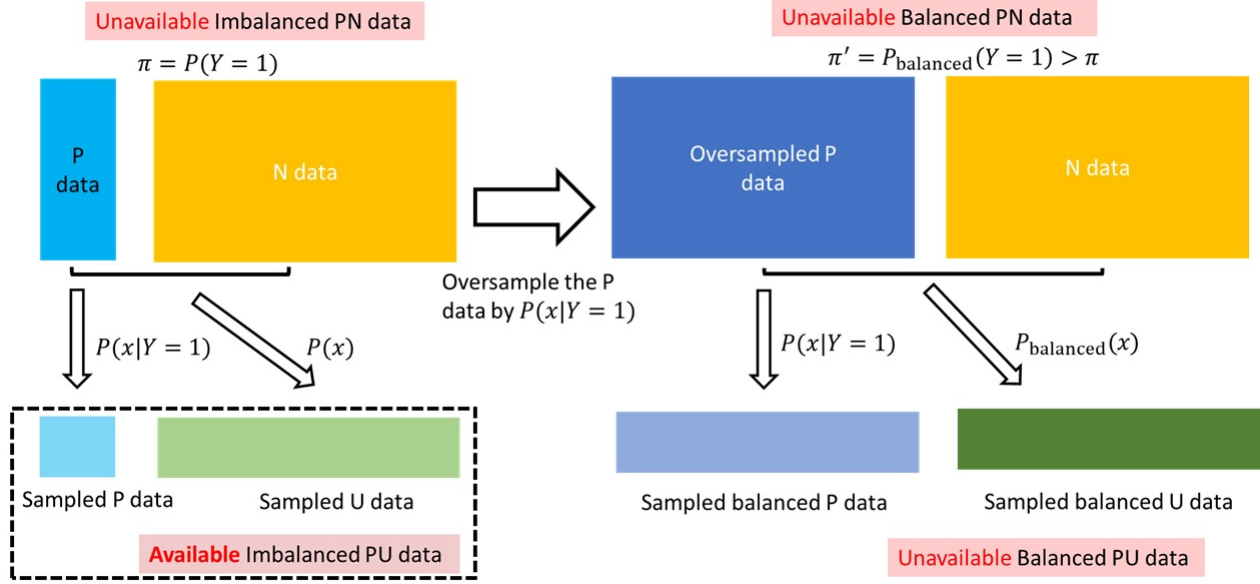 Unavailable Imbalanced PN data
π = P(Y = 1)
P
data
N data
Oversample the P
data by P(x|Y = 1)
P(x|Y = 1)
P(x)
Sampled P data
Sampled U data
Available Imbalanced PU data
Unavailable Balanced PN data
π′ = P_balanced(Y = 1) > π
Oversampled P
data
N data
P(x|Y = 1)
P_balanced(x)
Sampled balanced P data
Sampled balanced U data
Unavailable Balanced PU data